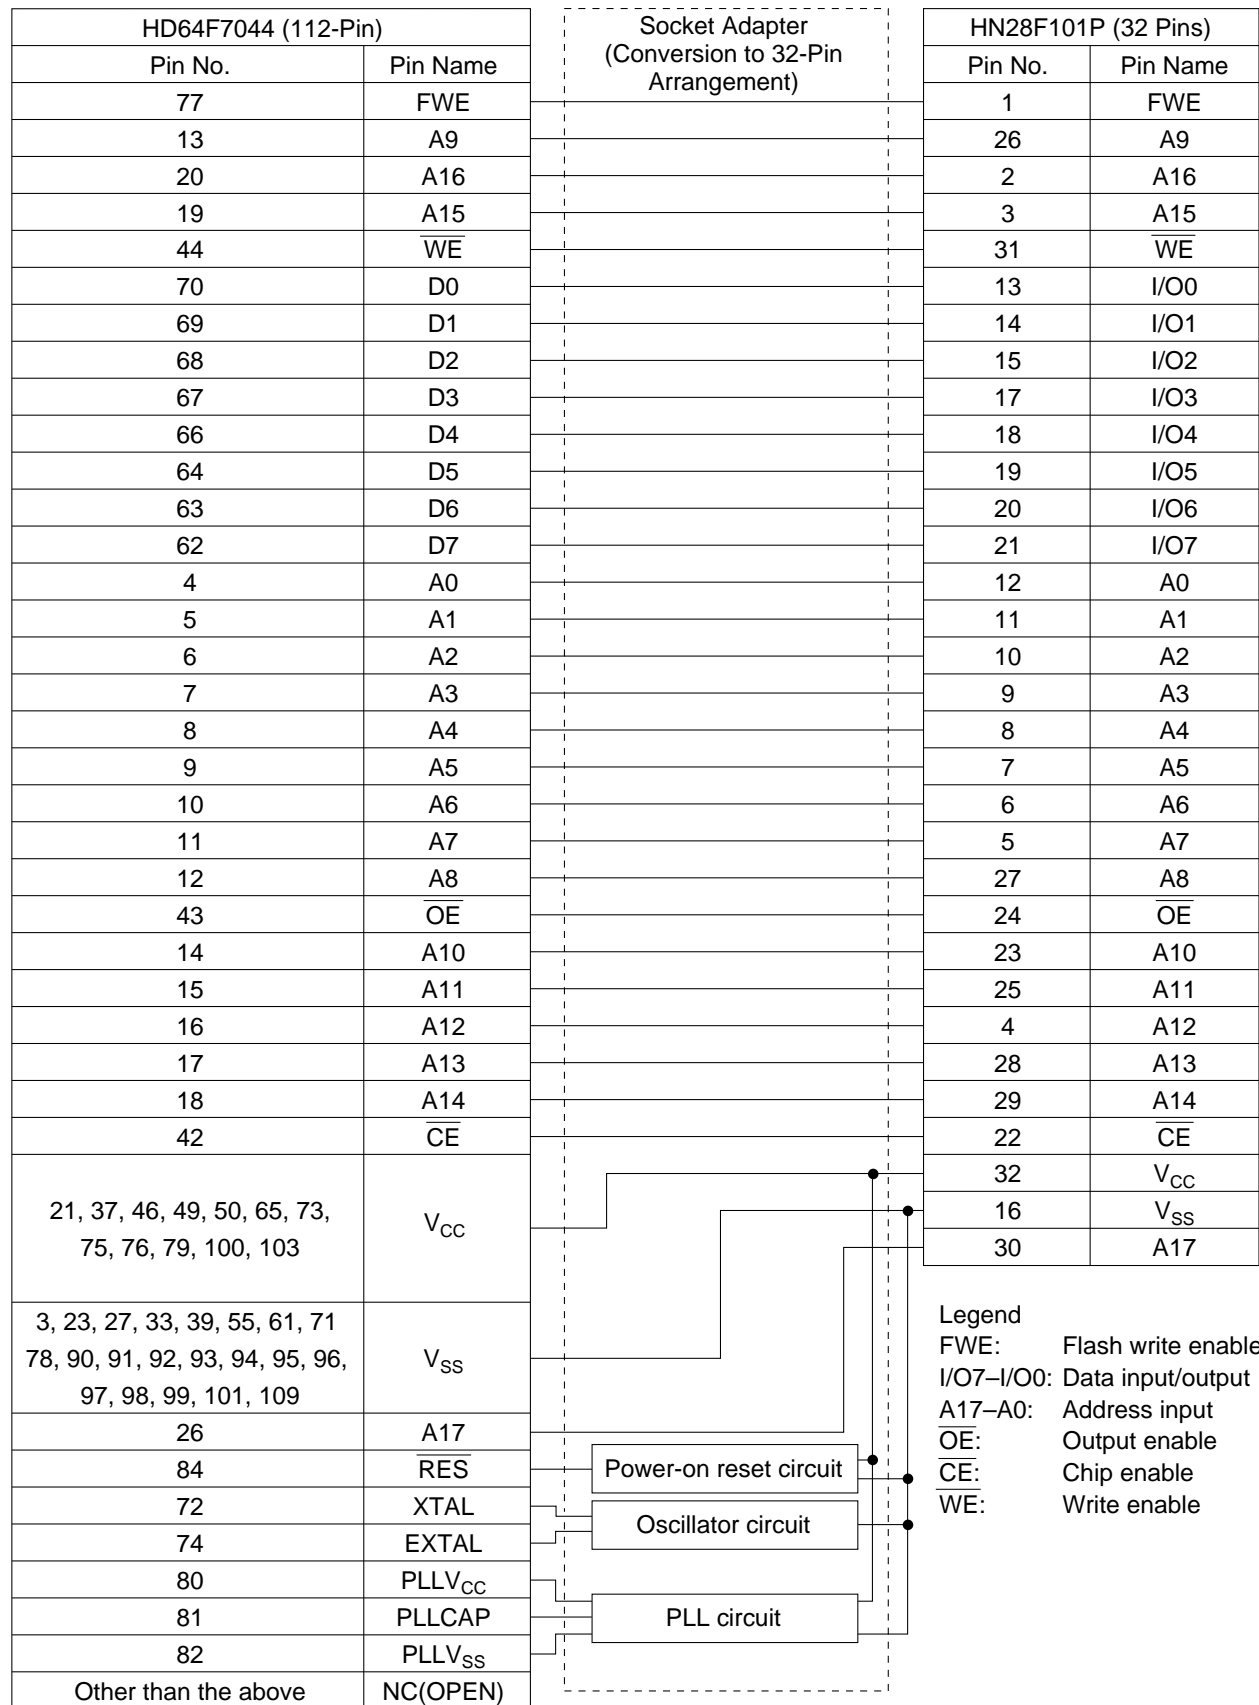 HD64F7044 (112-Pin) Socket Adapter HN28F101P (32 Pins)
Pin No. Pin Name (Conversion to 32-Pin Pin No. Pin Name
Arrangement)
77 FWE 1 FWE
13 A9 26 A9
20 A16 2 A16
19 A15 3 A15
44 W̅E̅ 31 W̅E̅
70 D0 13 I/O0
69 D1 14 I/O1
68 D2 15 I/O2
67 D3 17 I/O3
66 D4 18 I/O4
64 D5 19 I/O5
63 D6 20 I/O6
62 D7 21 I/O7
4 A0 12 A0
5 A1 11 A1
6 A2 10 A2
7 A3 9 A3
8 A4 8 A4
9 A5 7 A5
10 A6 6 A6
11 A7 5 A7
12 A8 27 A8
43 O̅E̅ 24 O̅E̅
14 A10 23 A10
15 A11 25 A11
16 A12 4 A12
17 A13 28 A13
18 A14 29 A14
42 C̅E̅ 22 C̅E̅
32 VCC
21, 37, 46, 49, 50, 65, 73, VCC 16 VSS
75, 76, 79, 100, 103 30 A17
3, 23, 27, 33, 39, 55, 61, 71
78, 90, 91, 92, 93, 94, 95, 96, VSS
97, 98, 99, 101, 109
26 A17
84 R̅E̅S̅ Power-on reset circuit
72 XTAL Oscillator circuit
74 EXTAL
80 PLLVCC
81 PLLCAP PLL circuit
82 PLLVSS
Other than the above NC(OPEN)
Legend
FWE: Flash write enable
I/O7–I/O0: Data input/output
A17–A0: Address input
O̅E̅: Output enable
C̅E̅: Chip enable
W̅E̅: Write enable